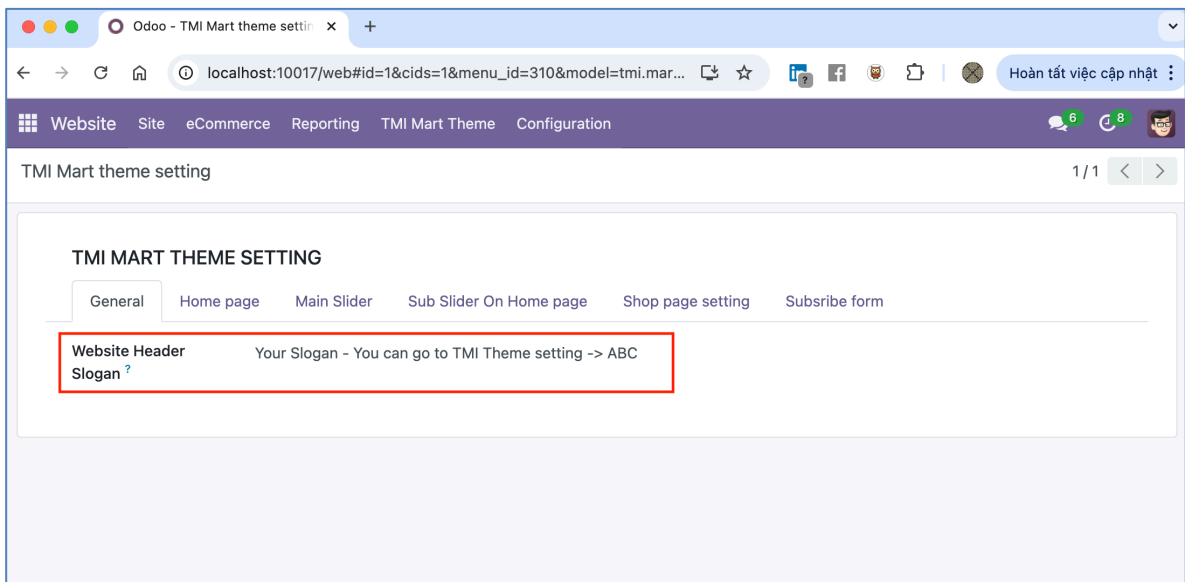 Odoo - TMI Mart theme settin
localhost:10017/web#id=1&cids=1&menu_id=310&model=tmi.mar...
Hoàn tất việc cập nhật
Website Site eCommerce Reporting TMI Mart Theme Configuration 6 8
TMI Mart theme setting 1 / 1
TMI MART THEME SETTING
General Home page Main Slider Sub Slider On Home page Shop page setting Subsribe form
Website Header Slogan ? Your Slogan - You can go to TMI Theme setting -> ABC